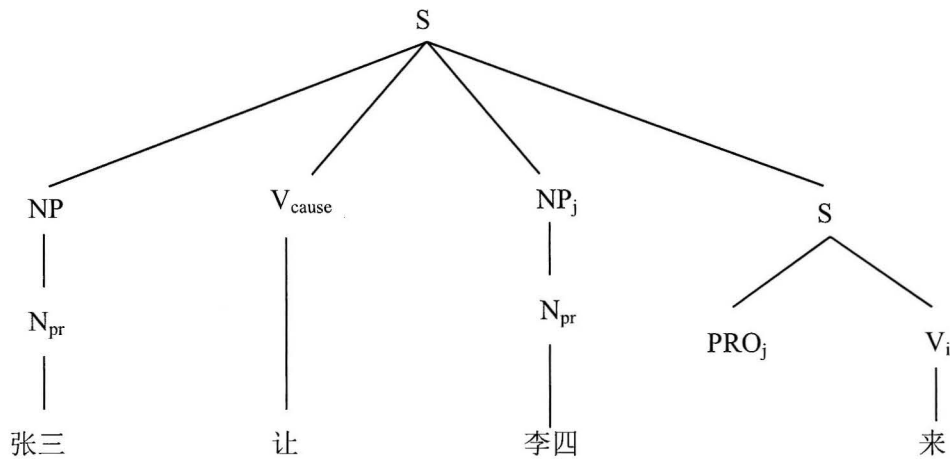 S
NP V_cause NP_j S
N_pr N_pr PRO_j V_i
张三 让 李四 来